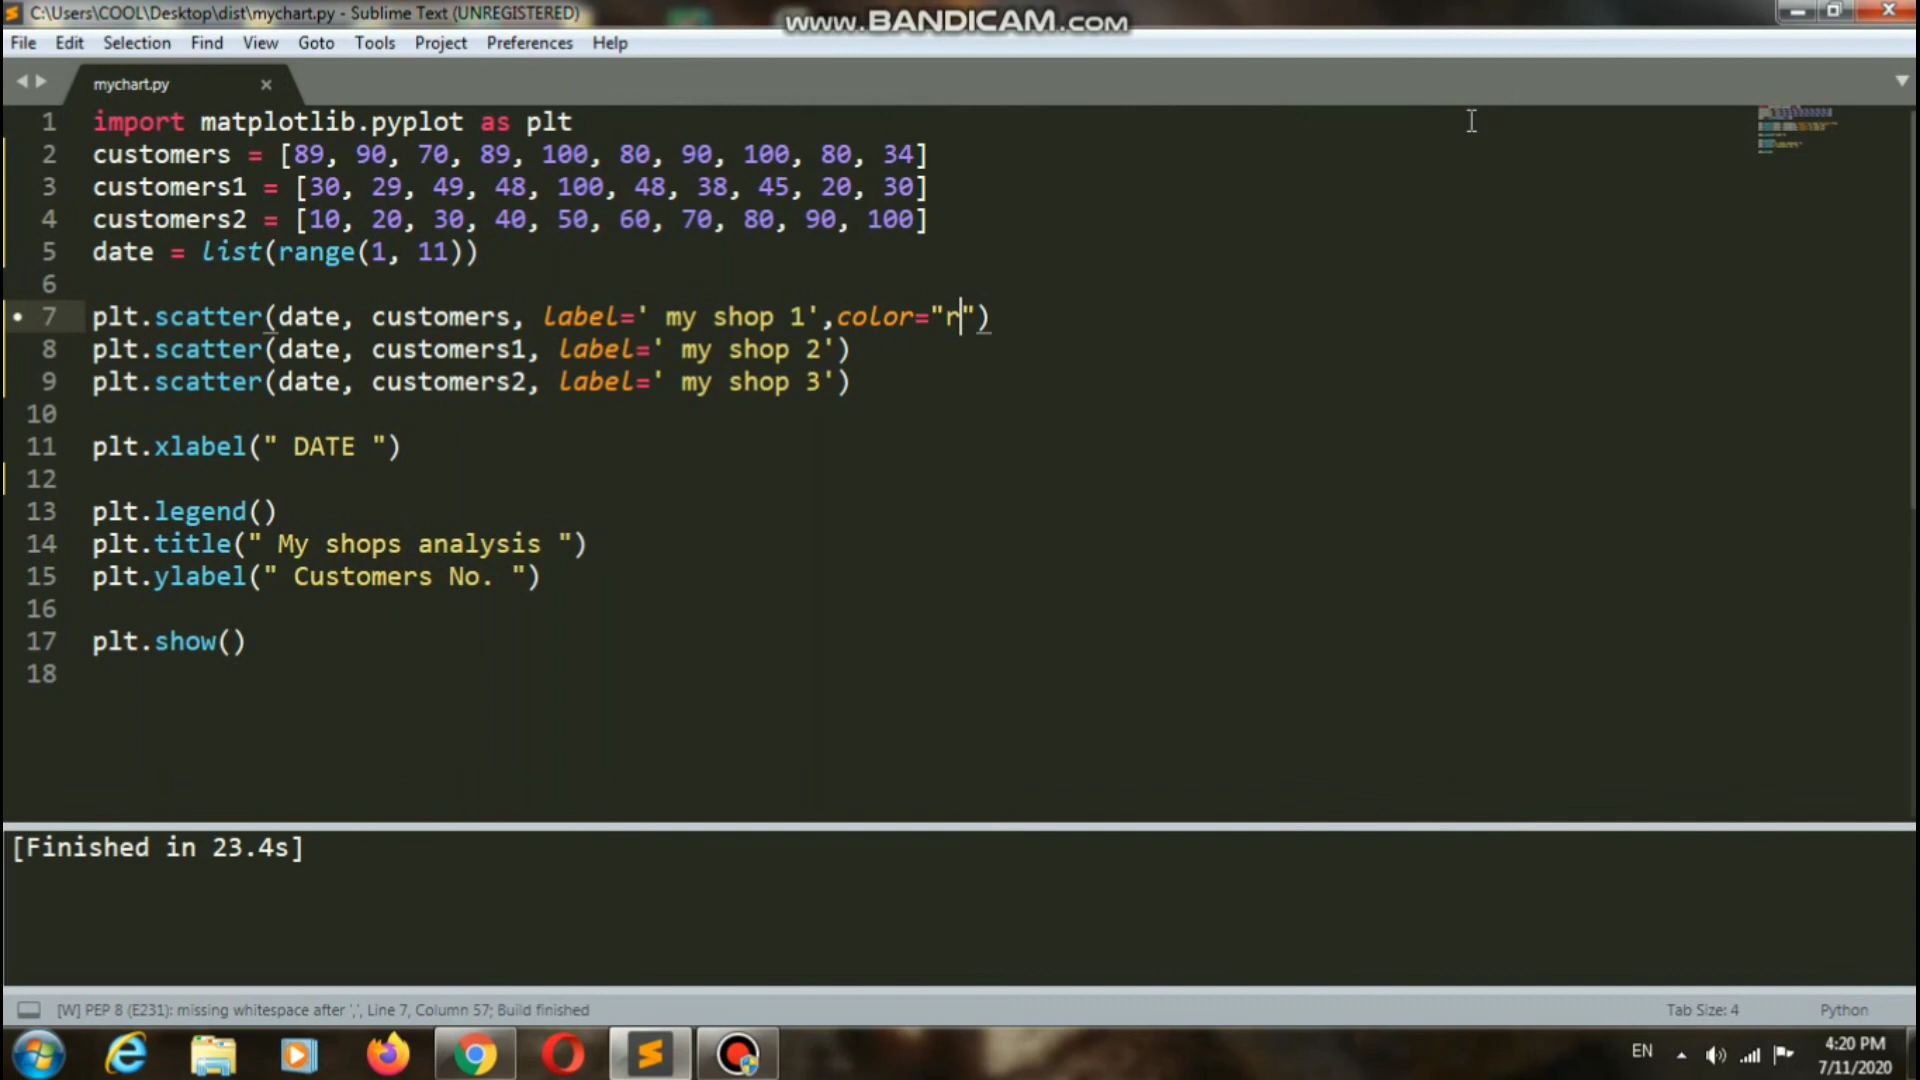 C:\Users\COOL\Desktop\dist\mychart.py - Sublime Text (UNREGISTERED)
www.BANDICAM.com
File Edit Selection Find View Goto Tools Project Preferences Help
mychart.py
1 import matplotlib.pyplot as plt
2 customers = [89, 90, 70, 89, 100, 80, 90, 100, 80, 34]
3 customers1 = [30, 29, 49, 48, 100, 48, 38, 45, 20, 30]
4 customers2 = [10, 20, 30, 40, 50, 60, 70, 80, 90, 100]
5 date = list(range(1, 11))
6
7 plt.scatter(date, customers, label=' my shop 1',color="r")
8 plt.scatter(date, customers1, label=' my shop 2')
9 plt.scatter(date, customers2, label=' my shop 3')
10
11 plt.xlabel(" DATE ")
12
13 plt.legend()
14 plt.title(" My shops analysis ")
15 plt.ylabel(" Customers No. ")
16
17 plt.show()
18
[Finished in 23.4s]
[W] PEP 8 (E231): missing whitespace after ',', Line 7, Column 57; Build finished
Tab Size: 4
Python
EN
4:20 PM
7/11/2020